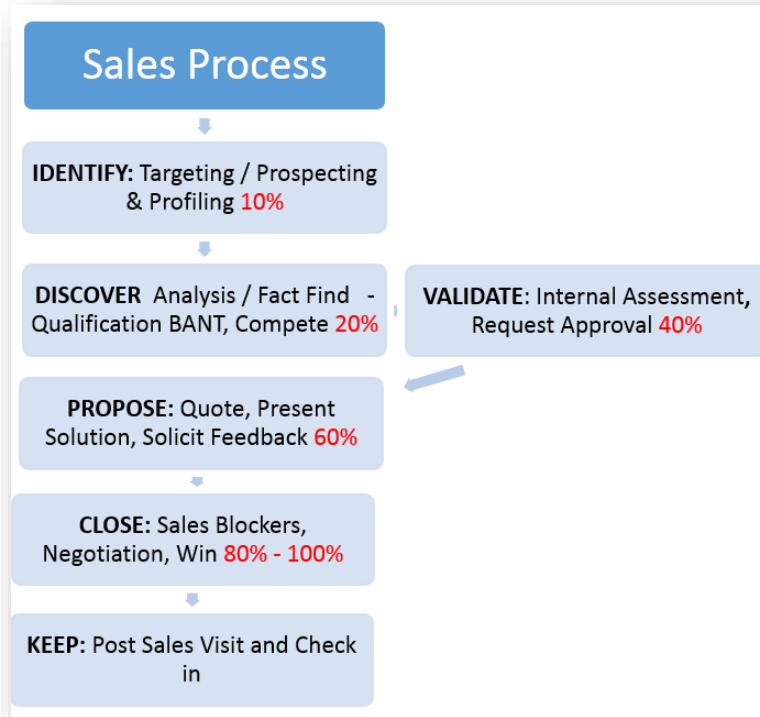 Sales Process
IDENTIFY: Targeting / Prospecting
& Profiling 10%
DISCOVER Analysis / Fact Find -
Qualification BANT, Compete 20%
VALIDATE: Internal Assessment,
Request Approval 40%
PROPOSE: Quote, Present
Solution, Solicit Feedback 60%
CLOSE: Sales Blockers,
Negotiation, Win 80% - 100%
KEEP: Post Sales Visit and Check
in